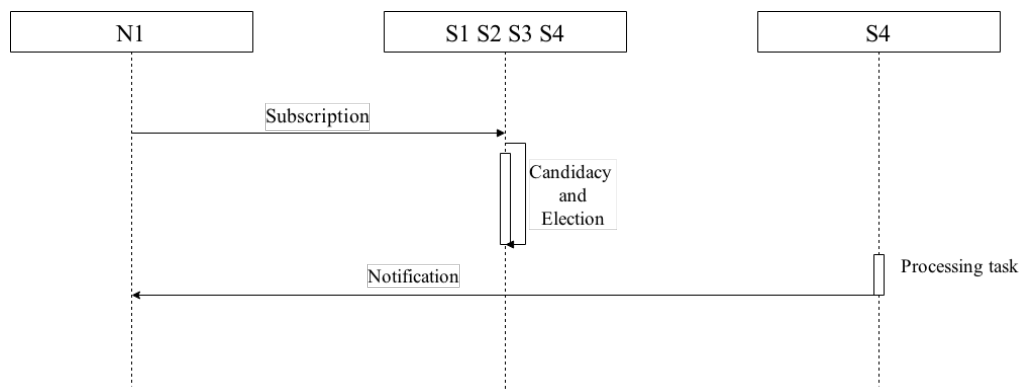 N1
S1 S2 S3 S4
S4
Subscription
Candidacy
and
Election
Processing task
Notification